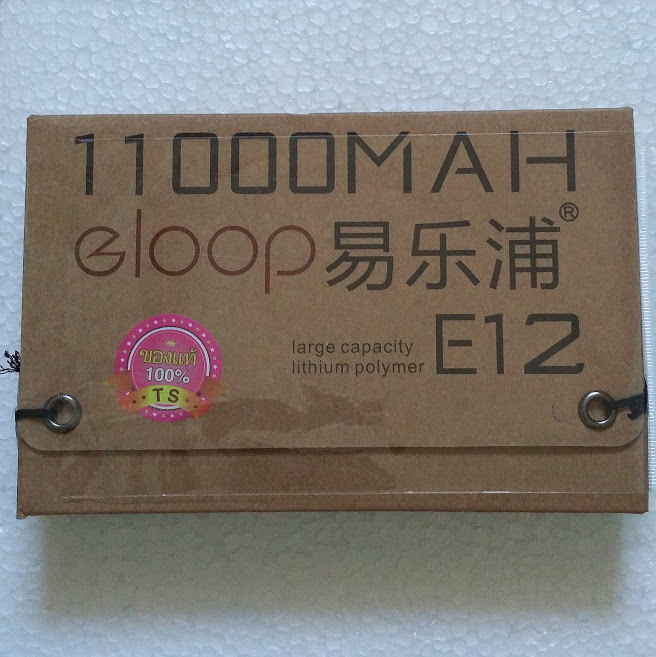 11000MAH
eloop易乐浦®
E12
large capacity
lithium polymer
ของแท้
100%
TS